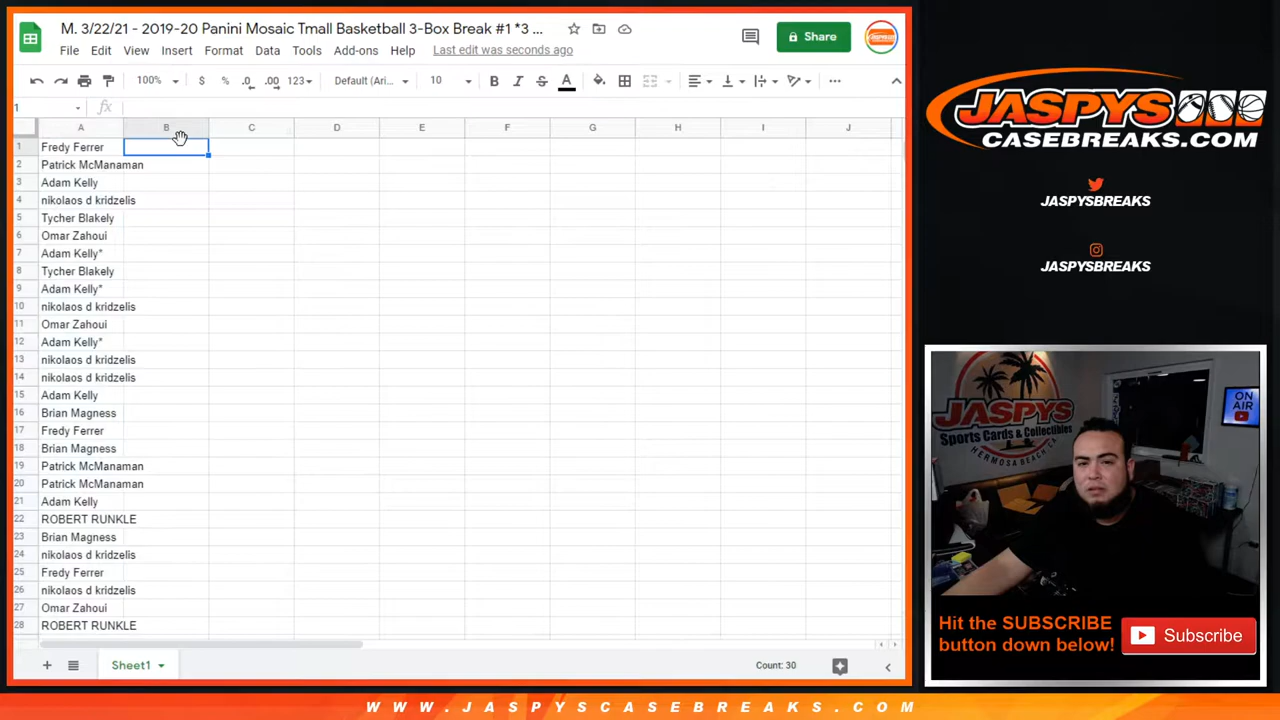 M. 3/22/21 - 2019-20 Panini Mosaic Tmall Basketball 3-Box Break #1 *3 ...
File Edit View Format Data Tools Add-ons Help Last edit was seconds ago
Share
100% $ % .0 .00 123 Default (Ari... 10 B I S A
1 fx
A B C D E F G H I J
1 Fredy Ferrer
2 Patrick McManaman
3 Adam Kelly
4 nikolaos d kridzelis
5 Tycher Blakely
6 Omar Zahoui
7 Adam Kelly*
8 Tycher Blakely
9 Adam Kelly*
10 nikolaos d kridzelis
11 Omar Zahoui
12 Adam Kelly*
13 nikolaos d kridzelis
14 nikolaos d kridzelis
15 Adam Kelly
16 Brian Magness
17 Fredy Ferrer
18 Brian Magness
19 Patrick McManaman
20 Patrick McManaman
21 Adam Kelly
22 ROBERT RUNKLE
23 Brian Magness
24 nikolaos d kridzelis
25 Fredy Ferrer
26 nikolaos d kridzelis
27 Omar Zahoui
28 ROBERT RUNKLE
Sheet1
Count: 30
JASPYS
CASEBREAKS.COM
JASPYSBREAKS
JASPYSBREAKS
JASPYS
Sports Cards & Collectibles
HERMOSA BEACH, CA
ON
AIR
Hit the SUBSCRIBE
button down below!
Subscribe
WWW.JASPYSCASEBREAKS.COM